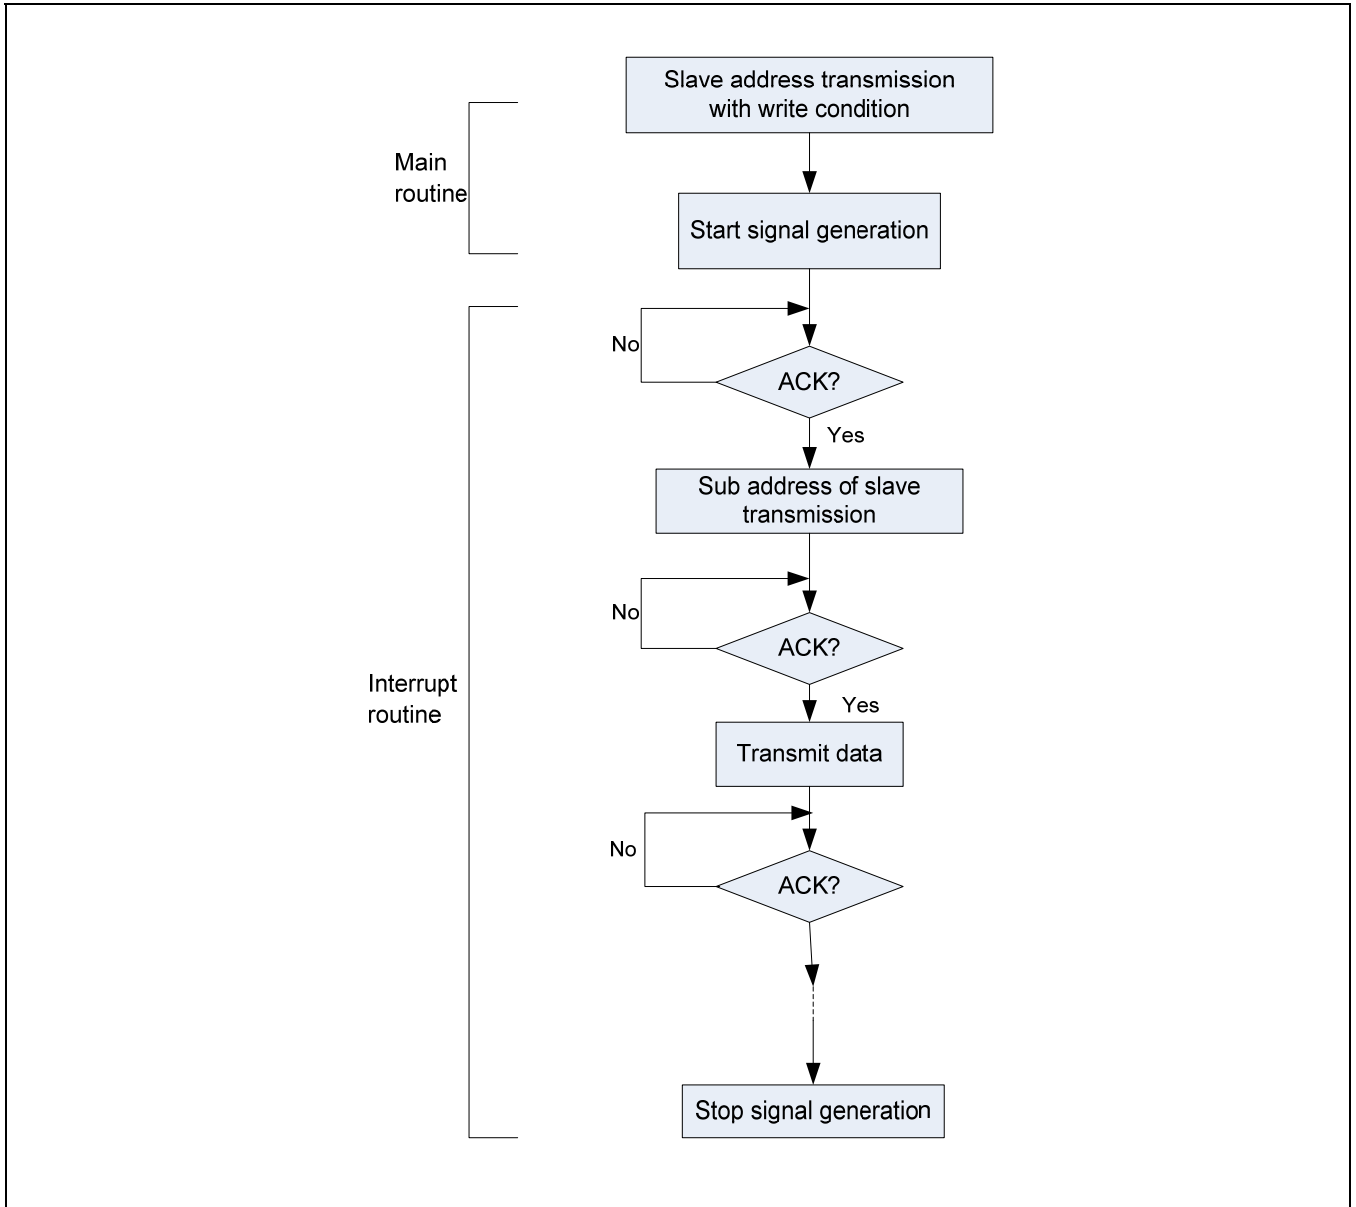 Slave address transmission
with write condition
Main
routine
Start signal generation
No
ACK?
Yes
Sub address of slave
transmission
No
ACK?
Interrupt
routine
Yes
Transmit data
No
ACK?
Stop signal generation